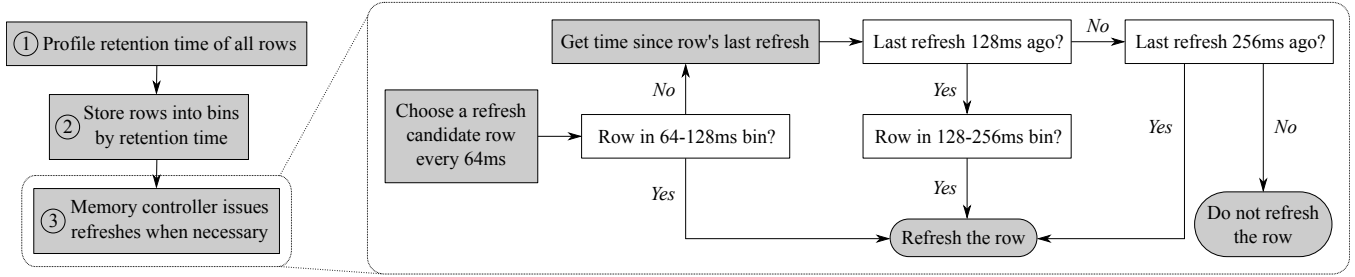 ① Profile retention time of all rows
② Store rows into bins
by retention time
③ Memory controller issues
refreshes when necessary
Choose a refresh
candidate row
every 64ms
Get time since row's last refresh
No
Row in 64-128ms bin?
Yes
Last refresh 128ms ago?
Yes
Row in 128-256ms bin?
Yes
Refresh the row
No
Last refresh 256ms ago?
Yes
No
Do not refresh
the row